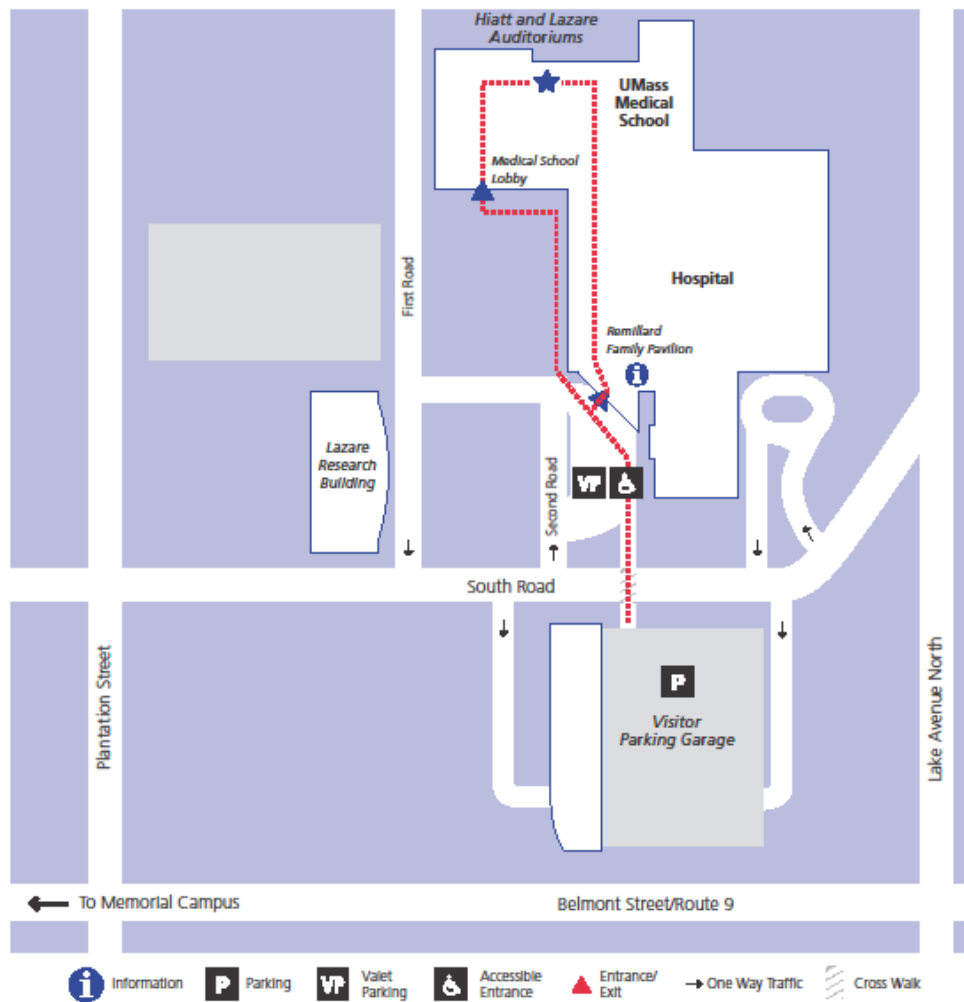 Hiatt and Lazare
Auditoriums
UMass
Medical
School
Medical School
Lobby
Hospital
First Road
Remillard
Family Pavilion
i
Lazare
Research
Building
VP
Second Road
South Road
Plantation Street
P
Visitor
Parking Garage
Lake Avenue North
To Memorial Campus
Belmont Street/Route 9
i Information
P Parking
VP Valet
Parking
Accessible
Entrance
Entrance/
Exit
One Way Traffic
Cross Walk